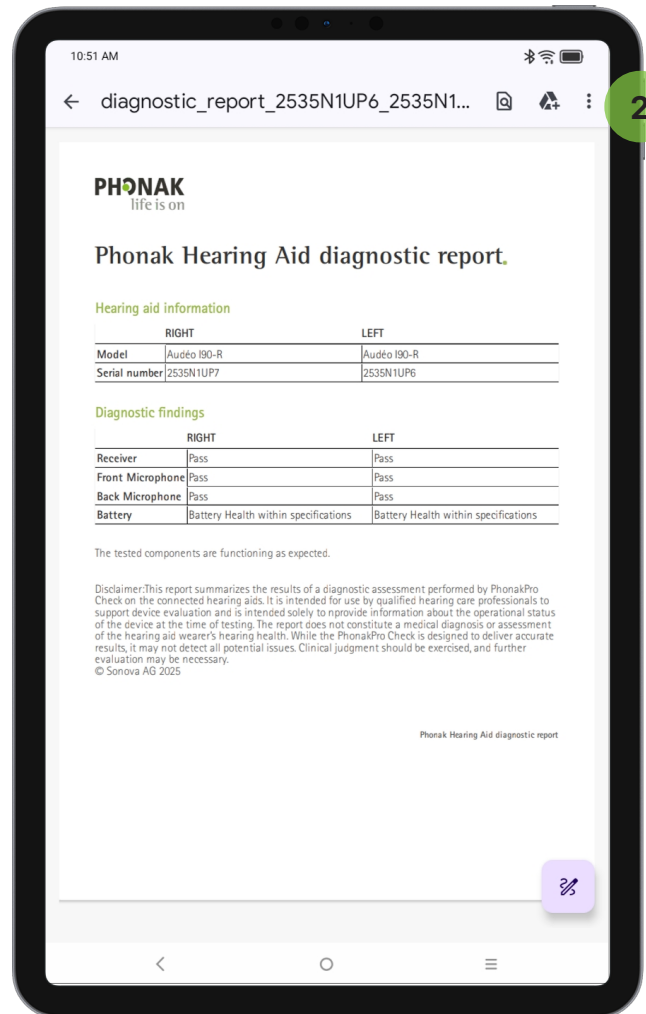 10:51 AM
diagnostic_report_2535N1UP6_2535N1...
2
PHONAK
life is on
Phonak Hearing Aid diagnostic report.
Hearing aid information
RIGHT LEFT
Model Audéo I90-R Audéo I90-R
Serial number 2535N1UP7 2535N1UP6
Diagnostic findings
RIGHT LEFT
Receiver Pass Pass
Front Microphone Pass Pass
Back Microphone Pass Pass
Battery Battery Health within specifications Battery Health within specifications
The tested components are functioning as expected.
Disclaimer:This report summarizes the results of a diagnostic assessment performed by PhonakPro
Check on the connected hearing aids. It is intended for use by qualified hearing care professionals to
support device evaluation and is intended solely to nprovide information about the operational status
of the device at the time of testing. The report does not constitute a medical diagnosis or assessment
of the hearing aid wearer's hearing health. While the PhonakPro Check is designed to deliver accurate
results, it may not detect all potential issues. Clinical judgment should be exercised, and further
evaluation may be necessary.
© Sonova AG 2025
Phonak Hearing Aid diagnostic report